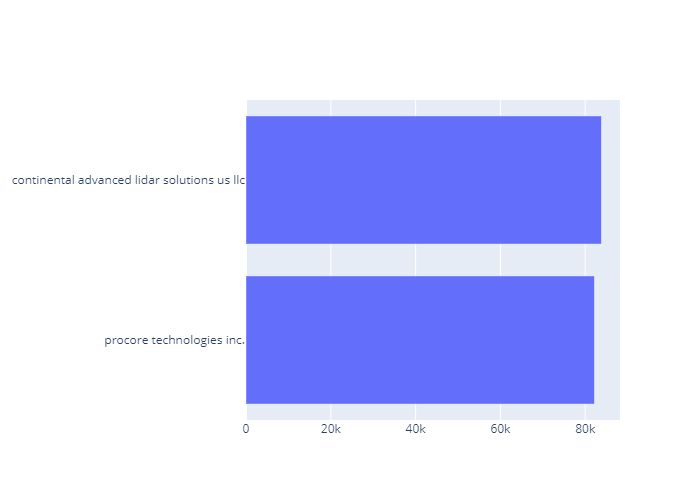 continental advanced lidar solutions us llc
procore technologies inc.
0 20k 40k 60k 80k